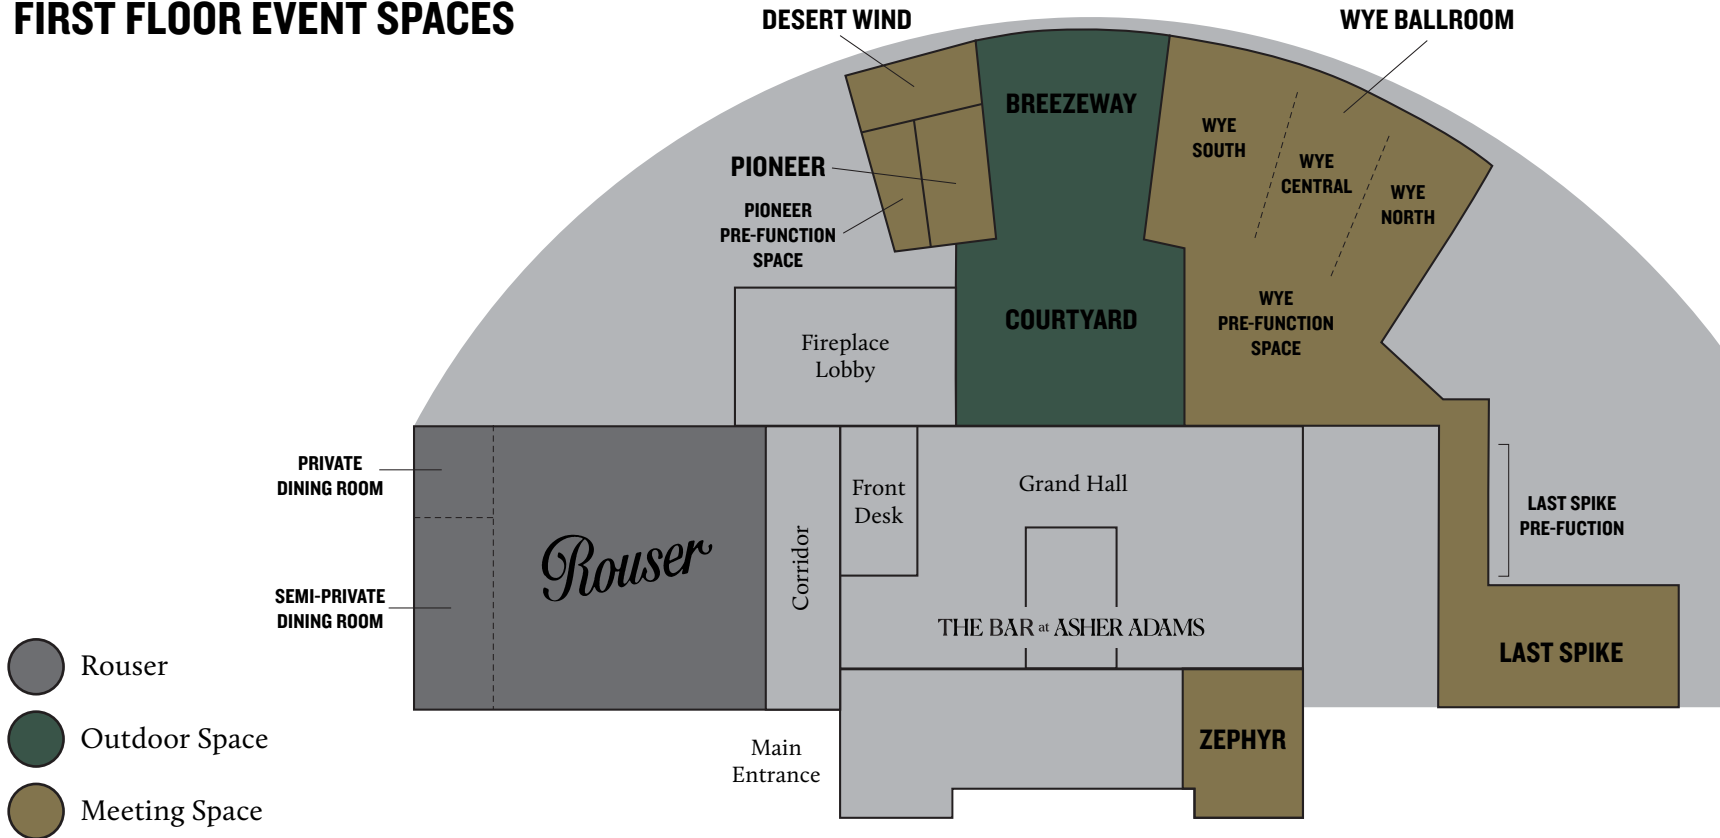 FIRST FLOOR EVENT SPACES
DESERT WIND
WYE BALLROOM
BREEZEWAY
WYE
SOUTH
WYE
CENTRAL
WYE
NORTH
PIONEER
PIONEER
PRE-FUNCTION
SPACE
COURTYARD
WYE
PRE-FUNCTION
SPACE
Fireplace
Lobby
PRIVATE
DINING ROOM
SEMI-PRIVATE
DINING ROOM
Rouser
Corridor
Front
Desk
Grand Hall
THE BAR at ASHER ADAMS
LAST SPIKE
PRE-FUCTION
LAST SPIKE
ZEPHYR
Main
Entrance
Rouser
Outdoor Space
Meeting Space